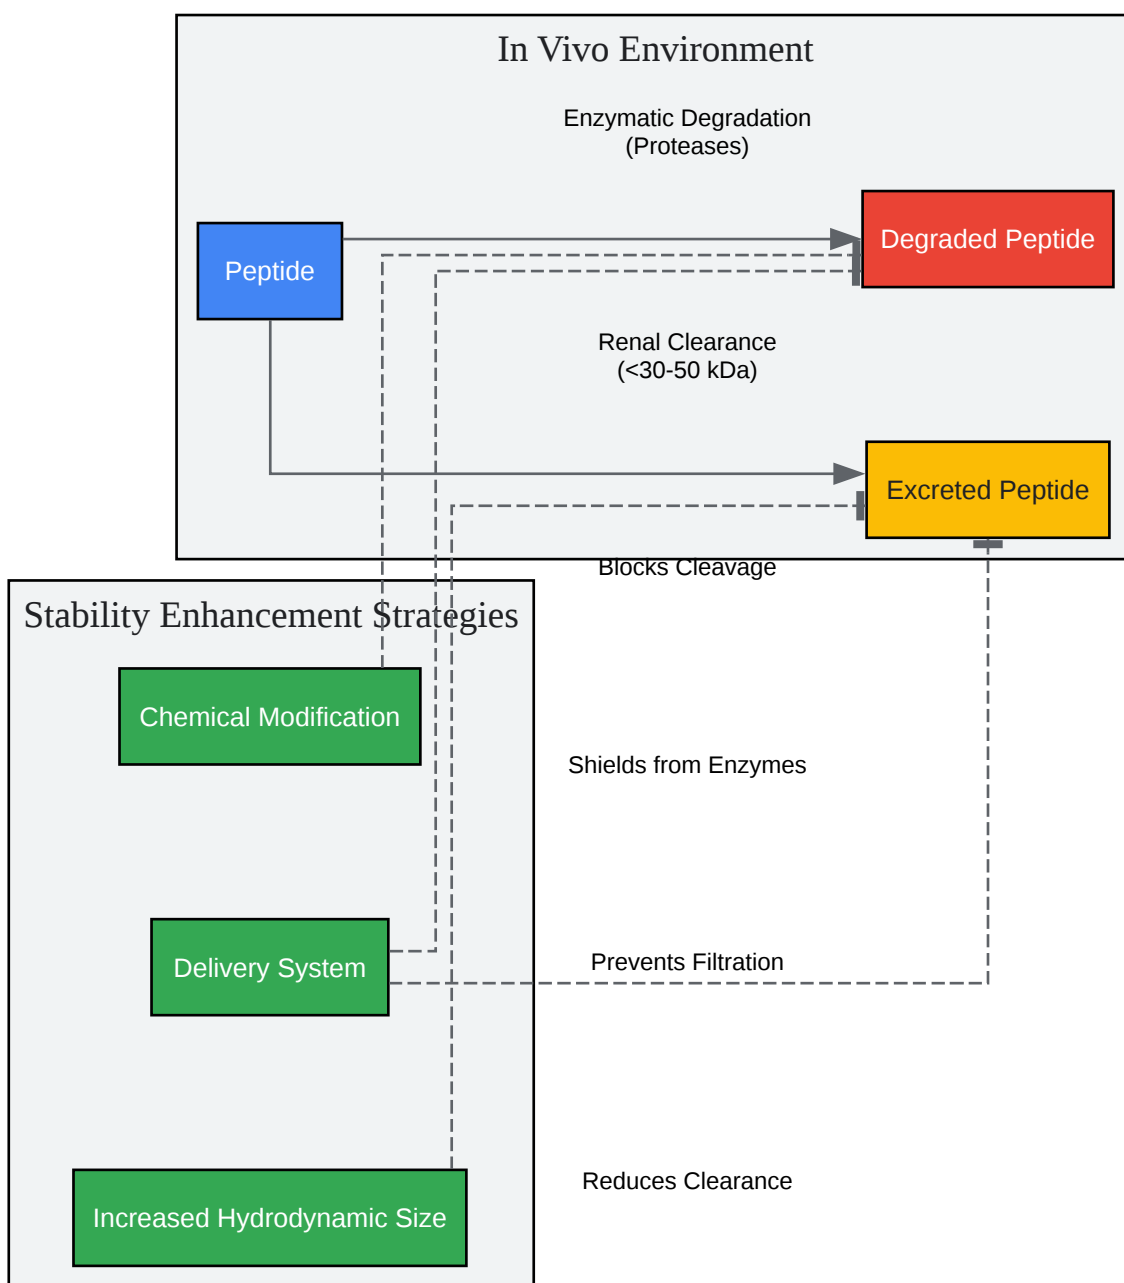 In Vivo Environment
Enzymatic Degradation
(Proteases)
Degraded Peptide
Peptide
Renal Clearance
(<30-50 kDa)
Excreted Peptide
Blocks Cleavage
Stability Enhancement Strategies
Chemical Modification
Shields from Enzymes
Delivery System
Prevents Filtration
Reduces Clearance
Increased Hydrodynamic Size